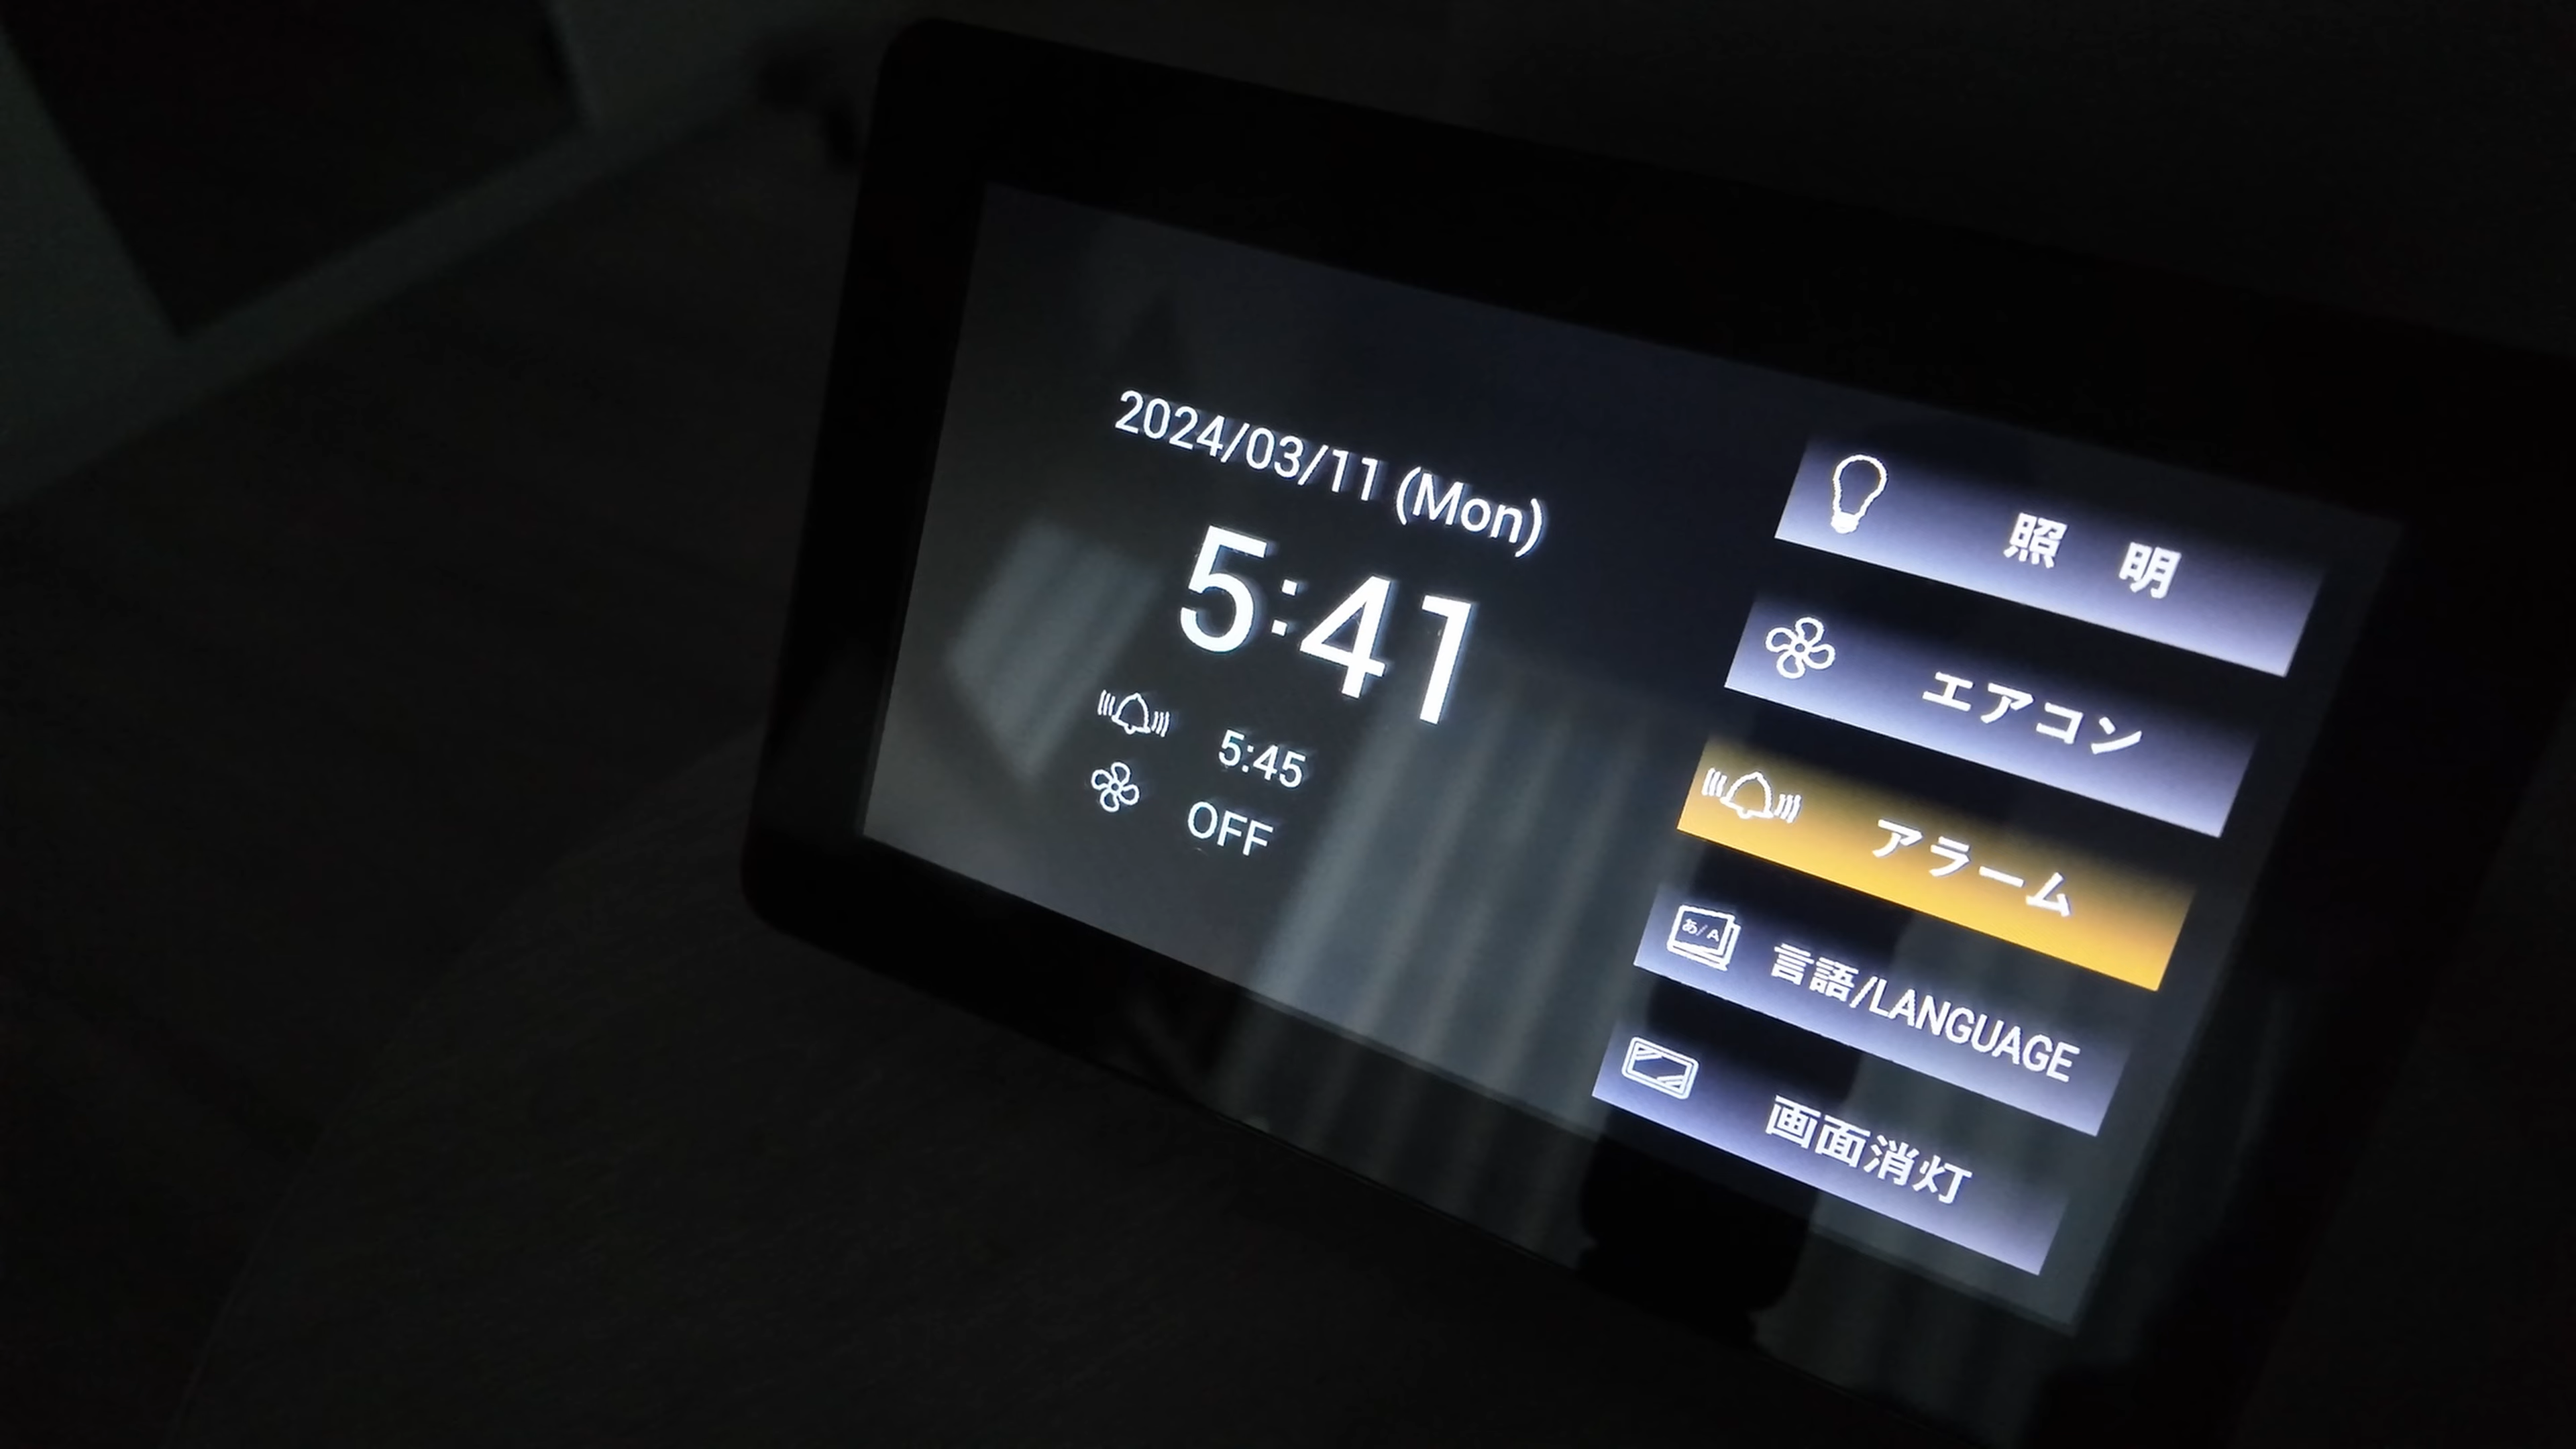 2024/03/11 (Mon)
5:41
5:45
OFF
照 明
エアコン
アラーム
あ/A
言語/LANGUAGE
画面消灯